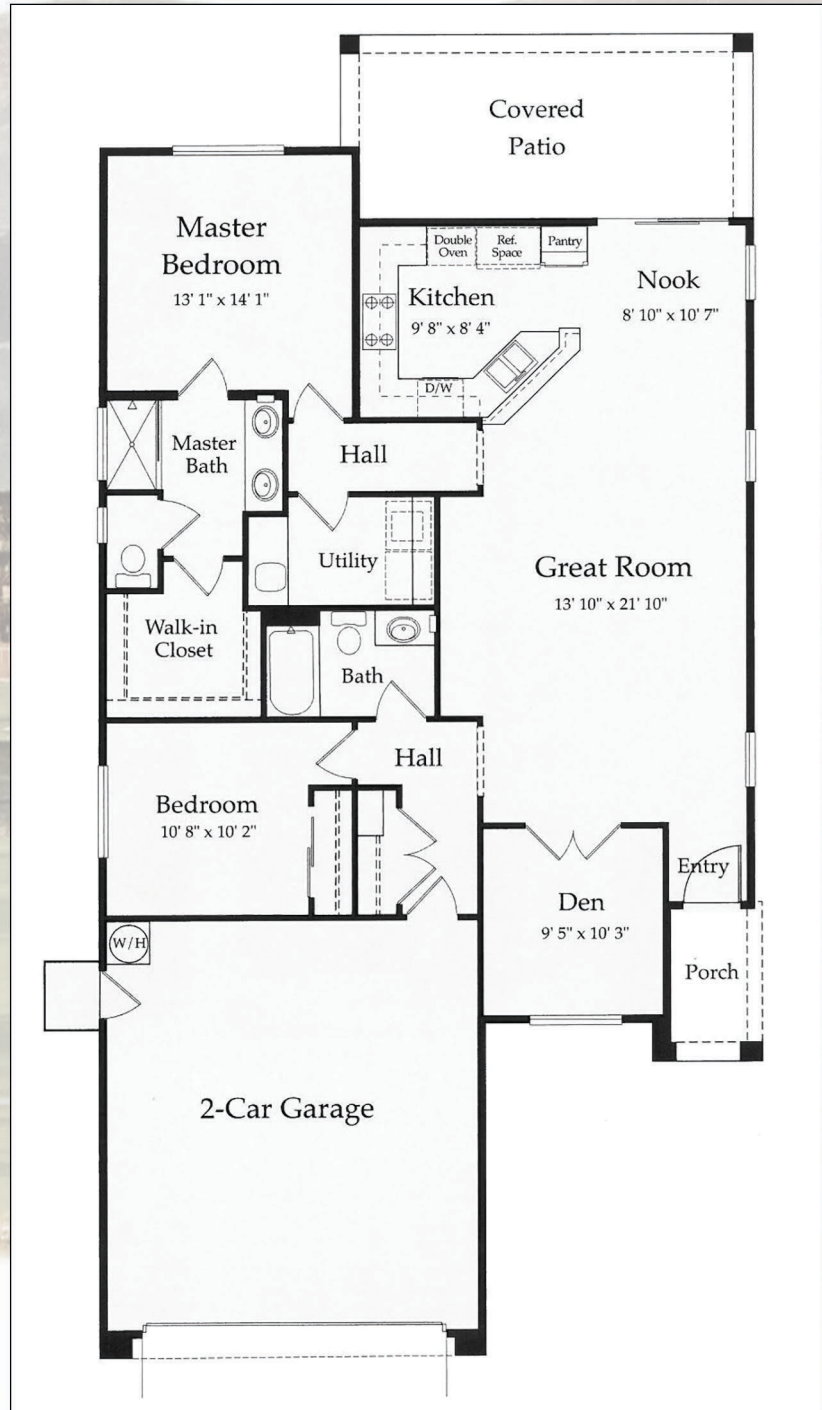 Covered
Patio
Master
Bedroom
13' 1" x 14' 1"
Double
Oven
Ref.
Space
Pantry
Kitchen
9' 8" x 8' 4"
Nook
8' 10" x 10' 7"
D/W
Master
Bath
Hall
Utility
Great Room
13' 10" x 21' 10"
Walk-in
Closet
Bath
Hall
Bedroom
10' 8" x 10' 2"
Entry
Den
9' 5" x 10' 3"
W/H
Porch
2-Car Garage